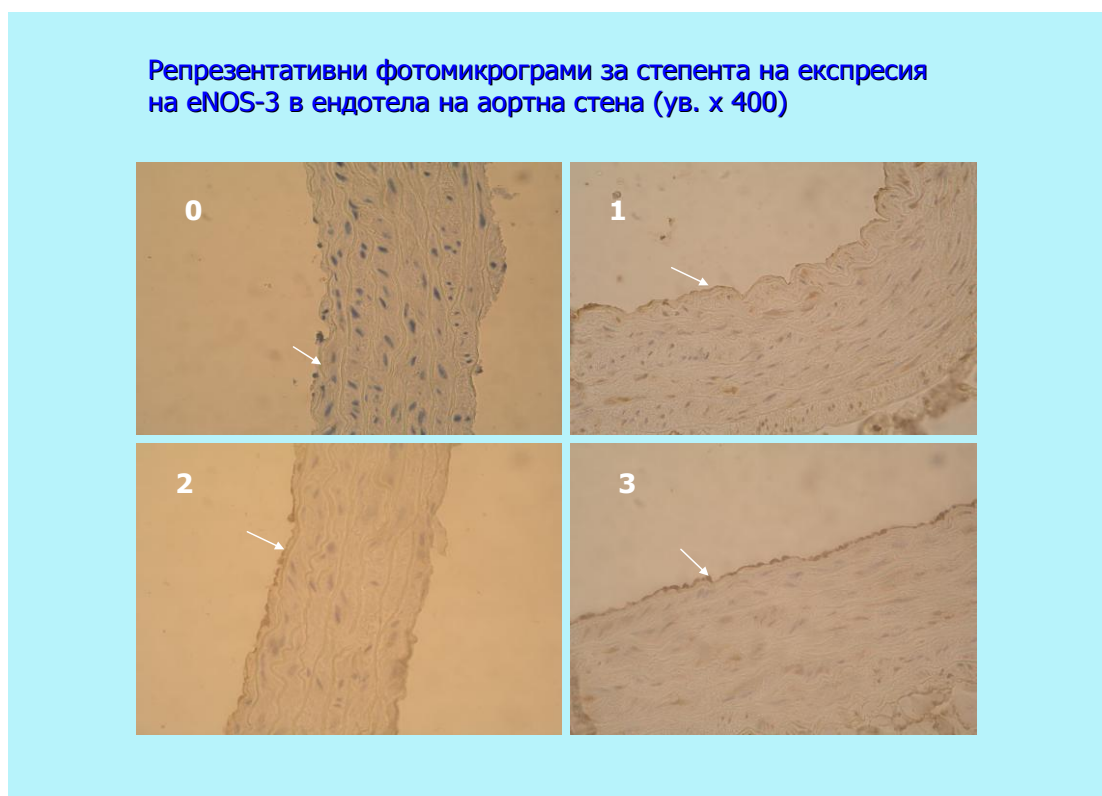 Репрезентативни фотомикрограми за степента на експресия
на eNOS-3 в ендотела на аортна стена (ув. х 400)
0
1
2
3